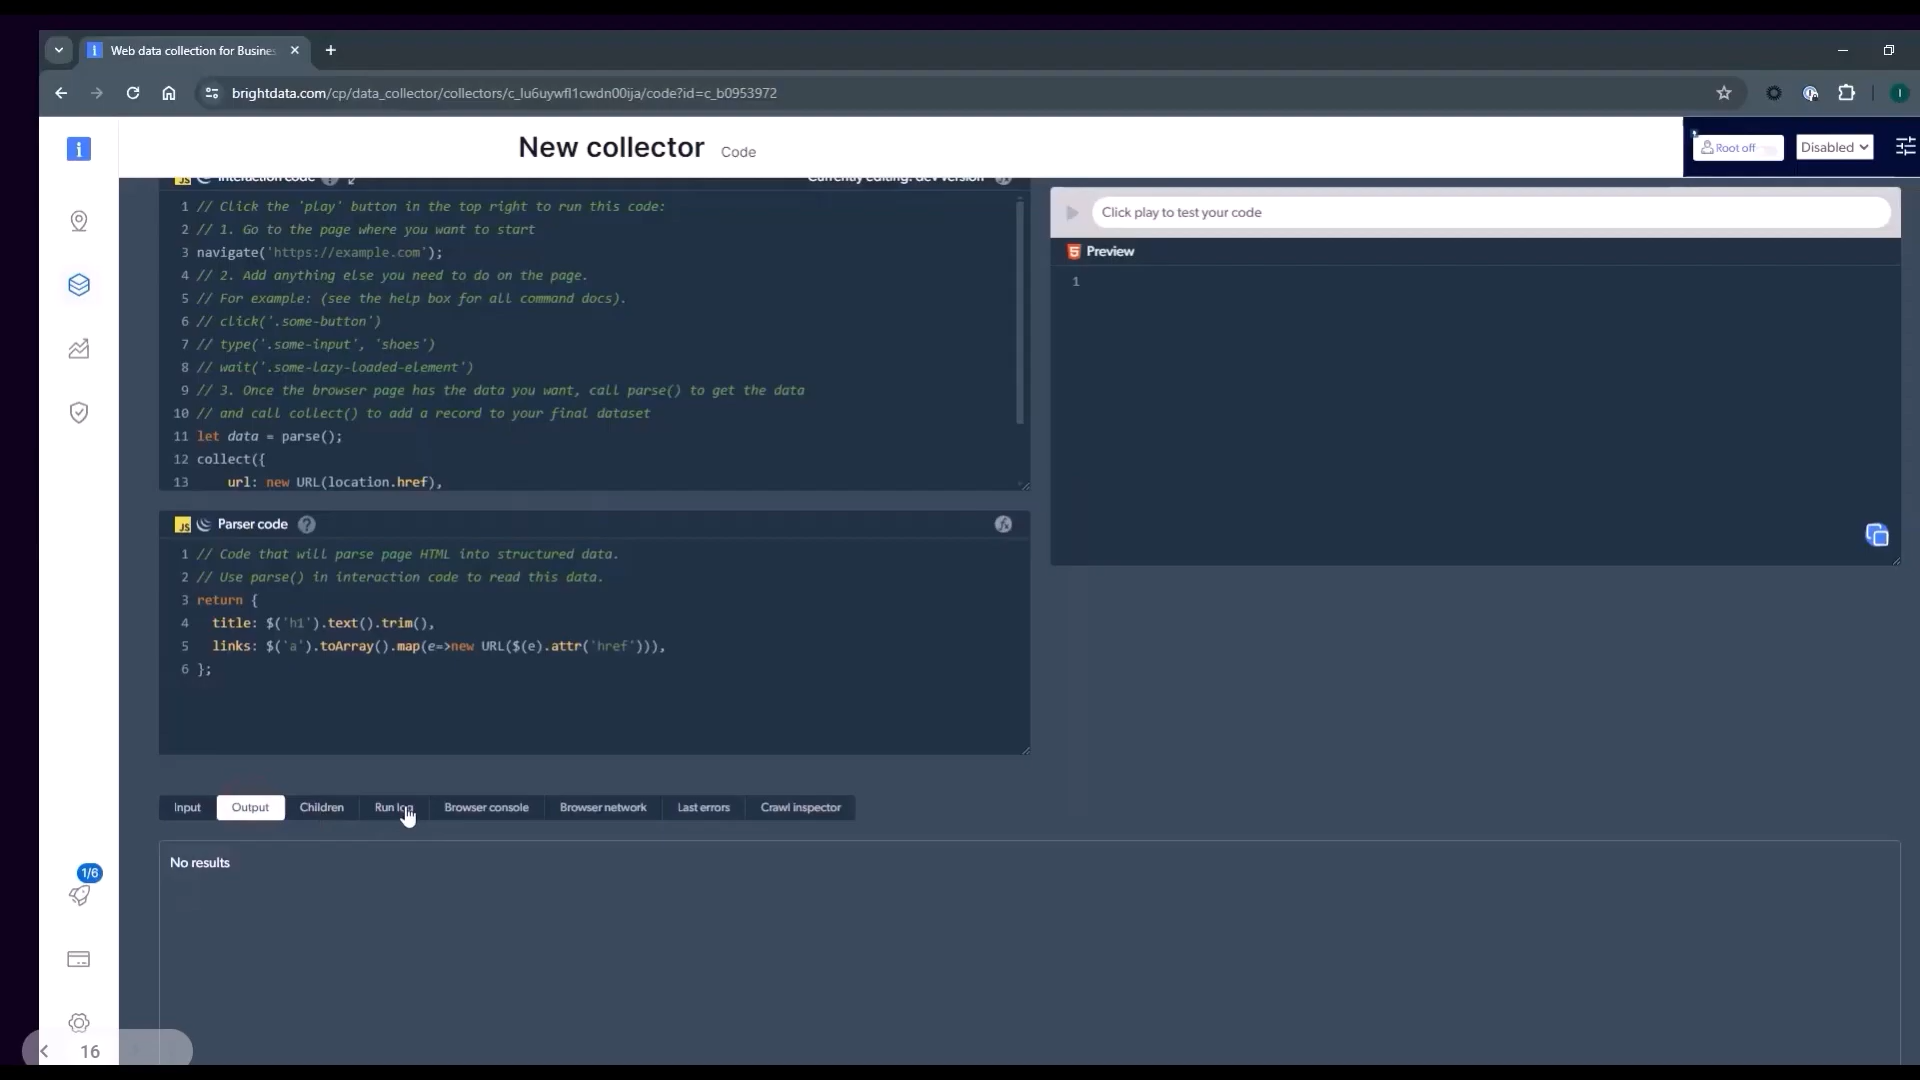 Web data collection for Busine
brightdata.com/cp/data_collector/collectors/c_lu6uywfl1cwdn00ija/code?id=c_b0953972
New collector Code
Root off
Disabled
Interaction code
Currently editing: dev version
1 // Click the 'play' button in the top right to run this code:
2 // 1. Go to the page where you want to start
3 navigate('https://example.com');
4 // 2. Add anything else you need to do on the page.
5 // For example: (see the help box for all command docs).
6 // click('.some-button')
7 // type('.some-input', 'shoes')
8 // wait('.some-lazy-loaded-element')
9 // 3. Once the browser page has the data you want, call parse() to get the data
10 // and call collect() to add a record to your final dataset
11 let data = parse();
12 collect({
13 url: new URL(location.href),
Click play to test your code
Preview
1
JS Parser code ?
1 // Code that will parse page HTML into structured data.
2 // Use parse() in interaction code to read this data.
3 return {
4 title: $('h1').text().trim(),
5 links: $('a').toArray().map(e=>new URL($(e).attr('href'))),
6 };
Input Output Children Run log Browser console Browser network Last errors Crawl inspector
No results
1/6
16